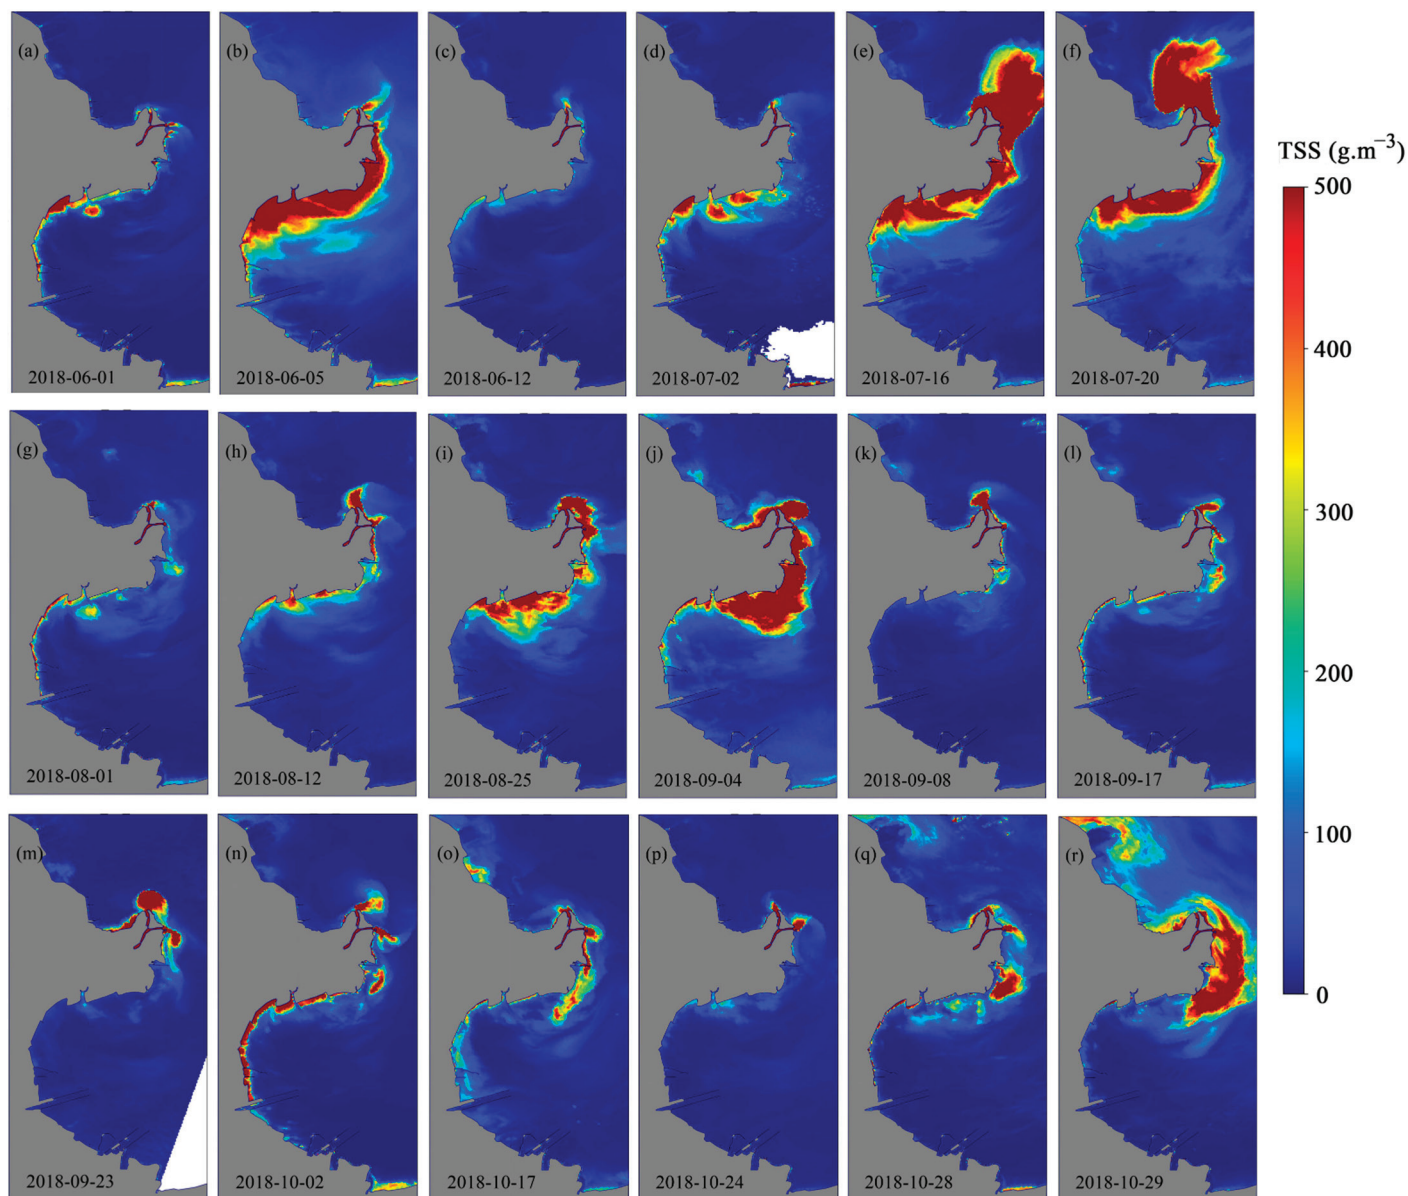 (a) (b) (c) (d) (e) (f)
TSS (g.m⁻³)
500
2018-06-01 2018-06-05 2018-06-12 2018-07-02 2018-07-16 2018-07-20
400
(g) (h) (i) (j) (k) (l)
300
200
2018-08-01 2018-08-12 2018-08-25 2018-09-04 2018-09-08 2018-09-17
100
(m) (n) (o) (p) (q) (r)
0
2018-09-23 2018-10-02 2018-10-17 2018-10-24 2018-10-28 2018-10-29